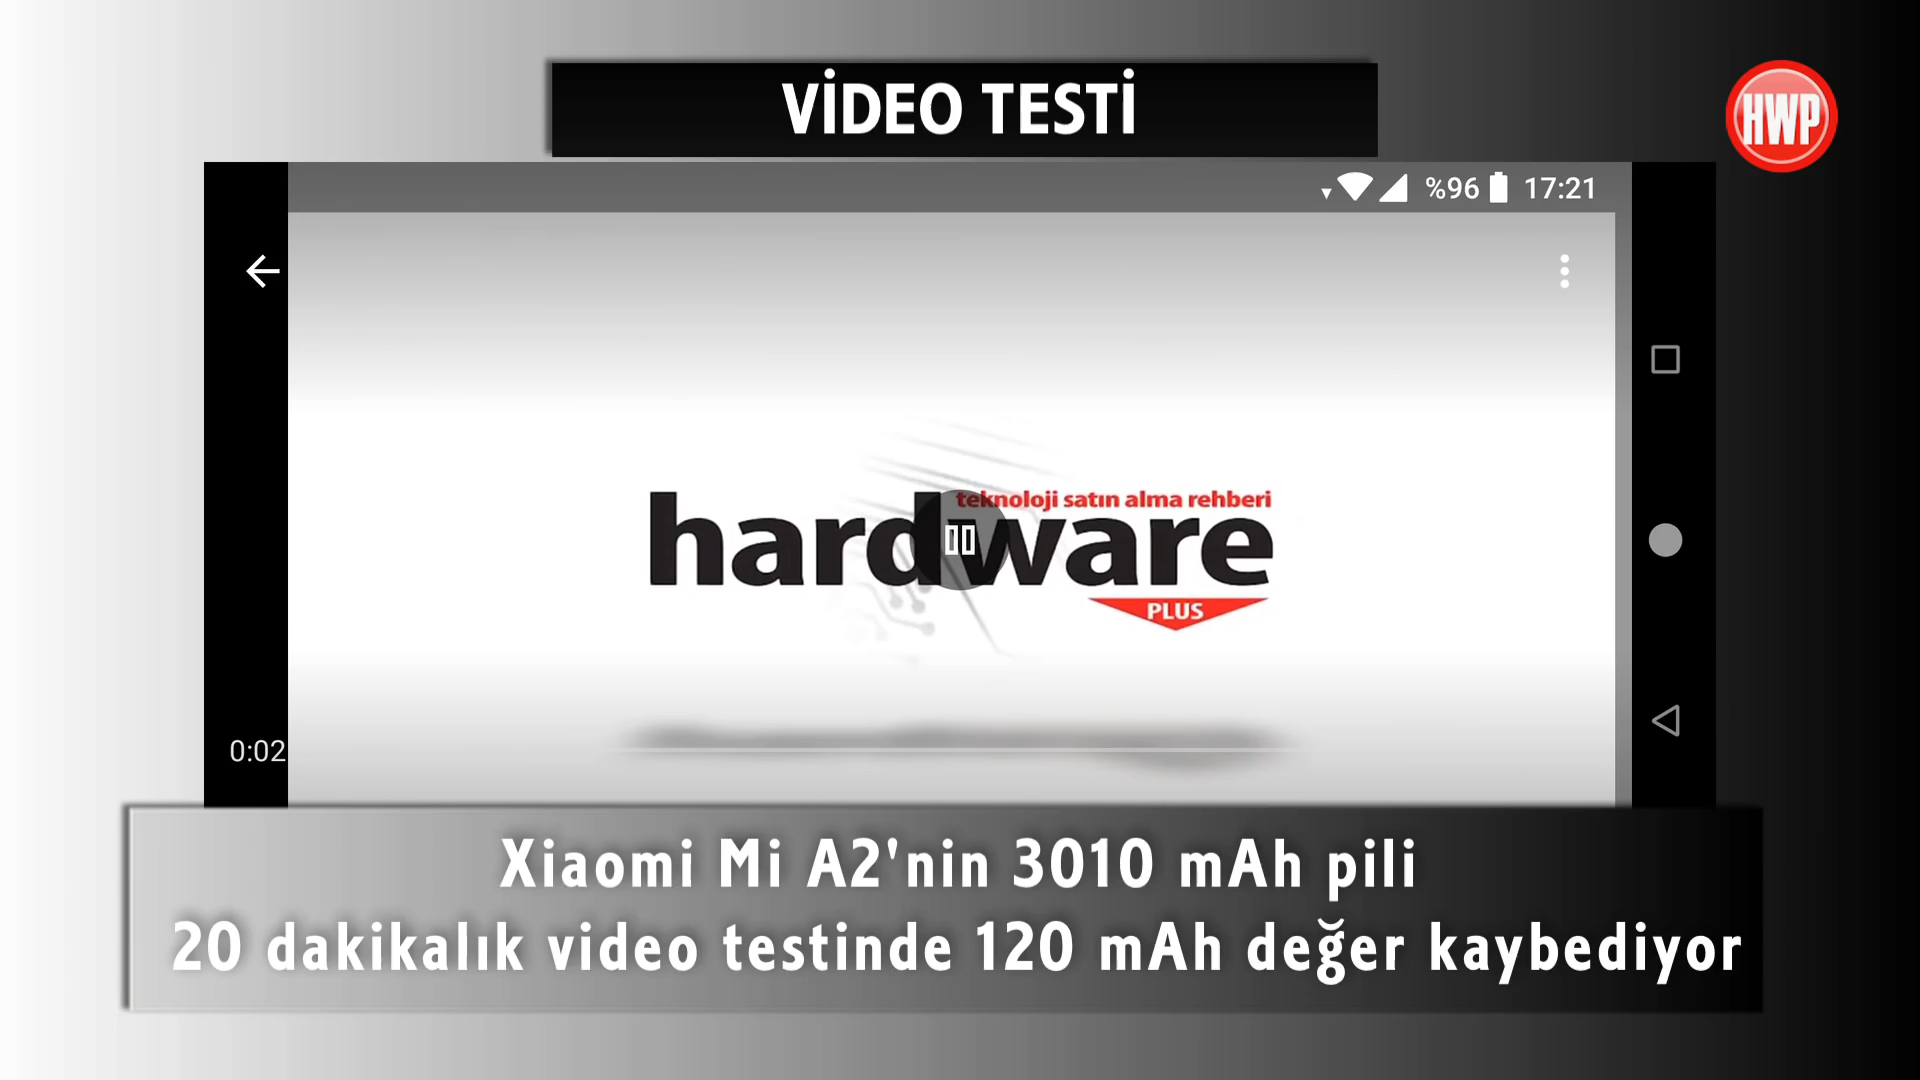 VİDEO TESTİ
HWP
%96 17:21
teknoloji satın alma rehberi
hardware
PLUS
0:02
Xiaomi Mi A2'nin 3010 mAh pili
20 dakikalık video testinde 120 mAh değer kaybediyor